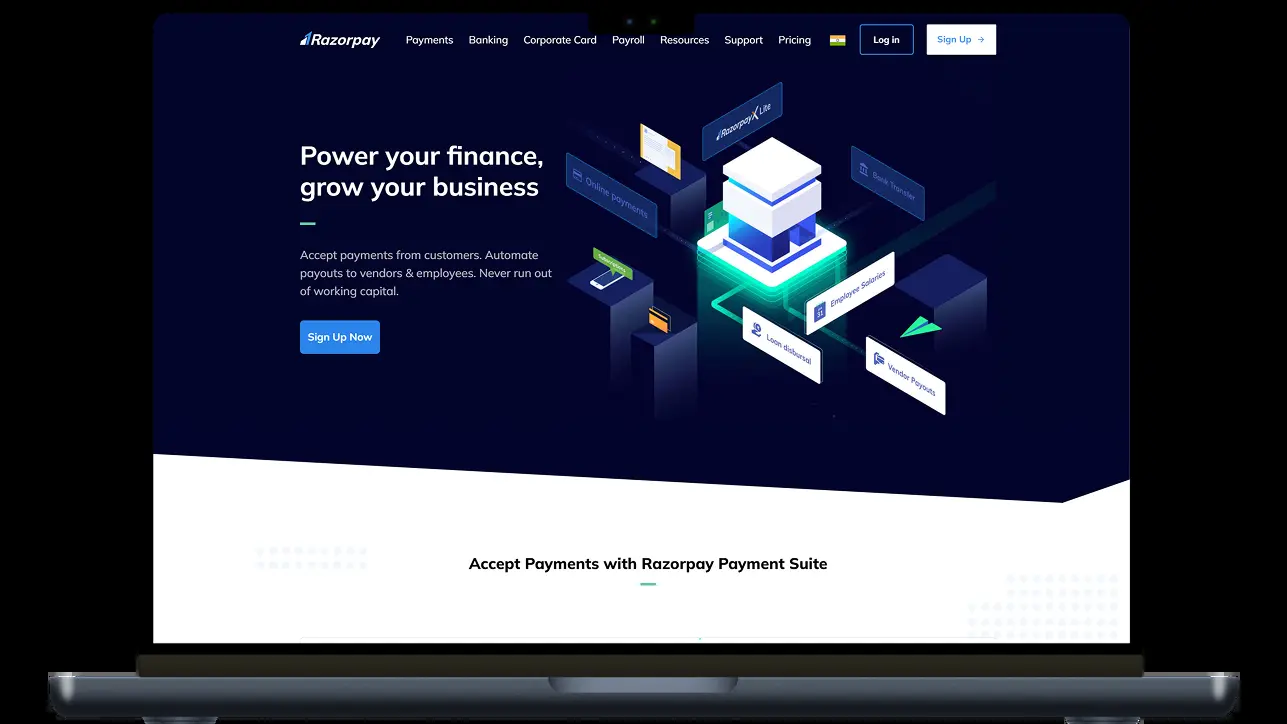 Razorpay
Payments
Banking
Corporate Card
Payroll
Resources
Support
Pricing
Log in
Sign Up →
Power your finance,
grow your business
Accept payments from customers. Automate
payouts to vendors & employees. Never run out
of working capital.
Sign Up Now
RazorpayX Lite
Online payments
Bank Transfer
Subscriptions
Employee Salaries
31
Loan disbursal
Vendor Payouts
Accept Payments with Razorpay Payment Suite